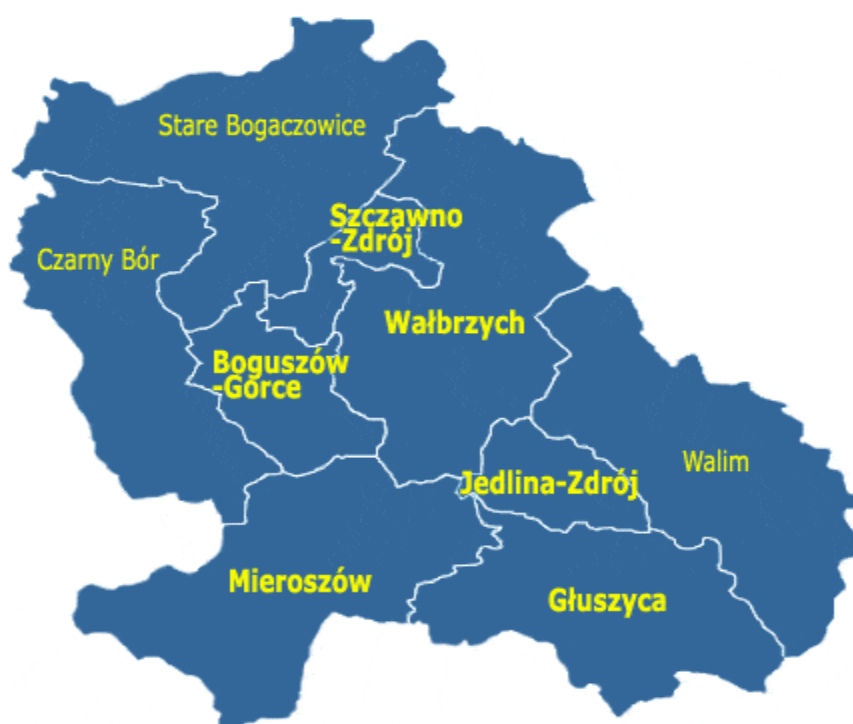 Stare Bogaczowice
Szczawno
-Zdrój
Czarny Bór
Wałbrzych
Boguszów
-Gorce
Walim
Jedlina-Zdrój
Mieroszów
Głuszyca